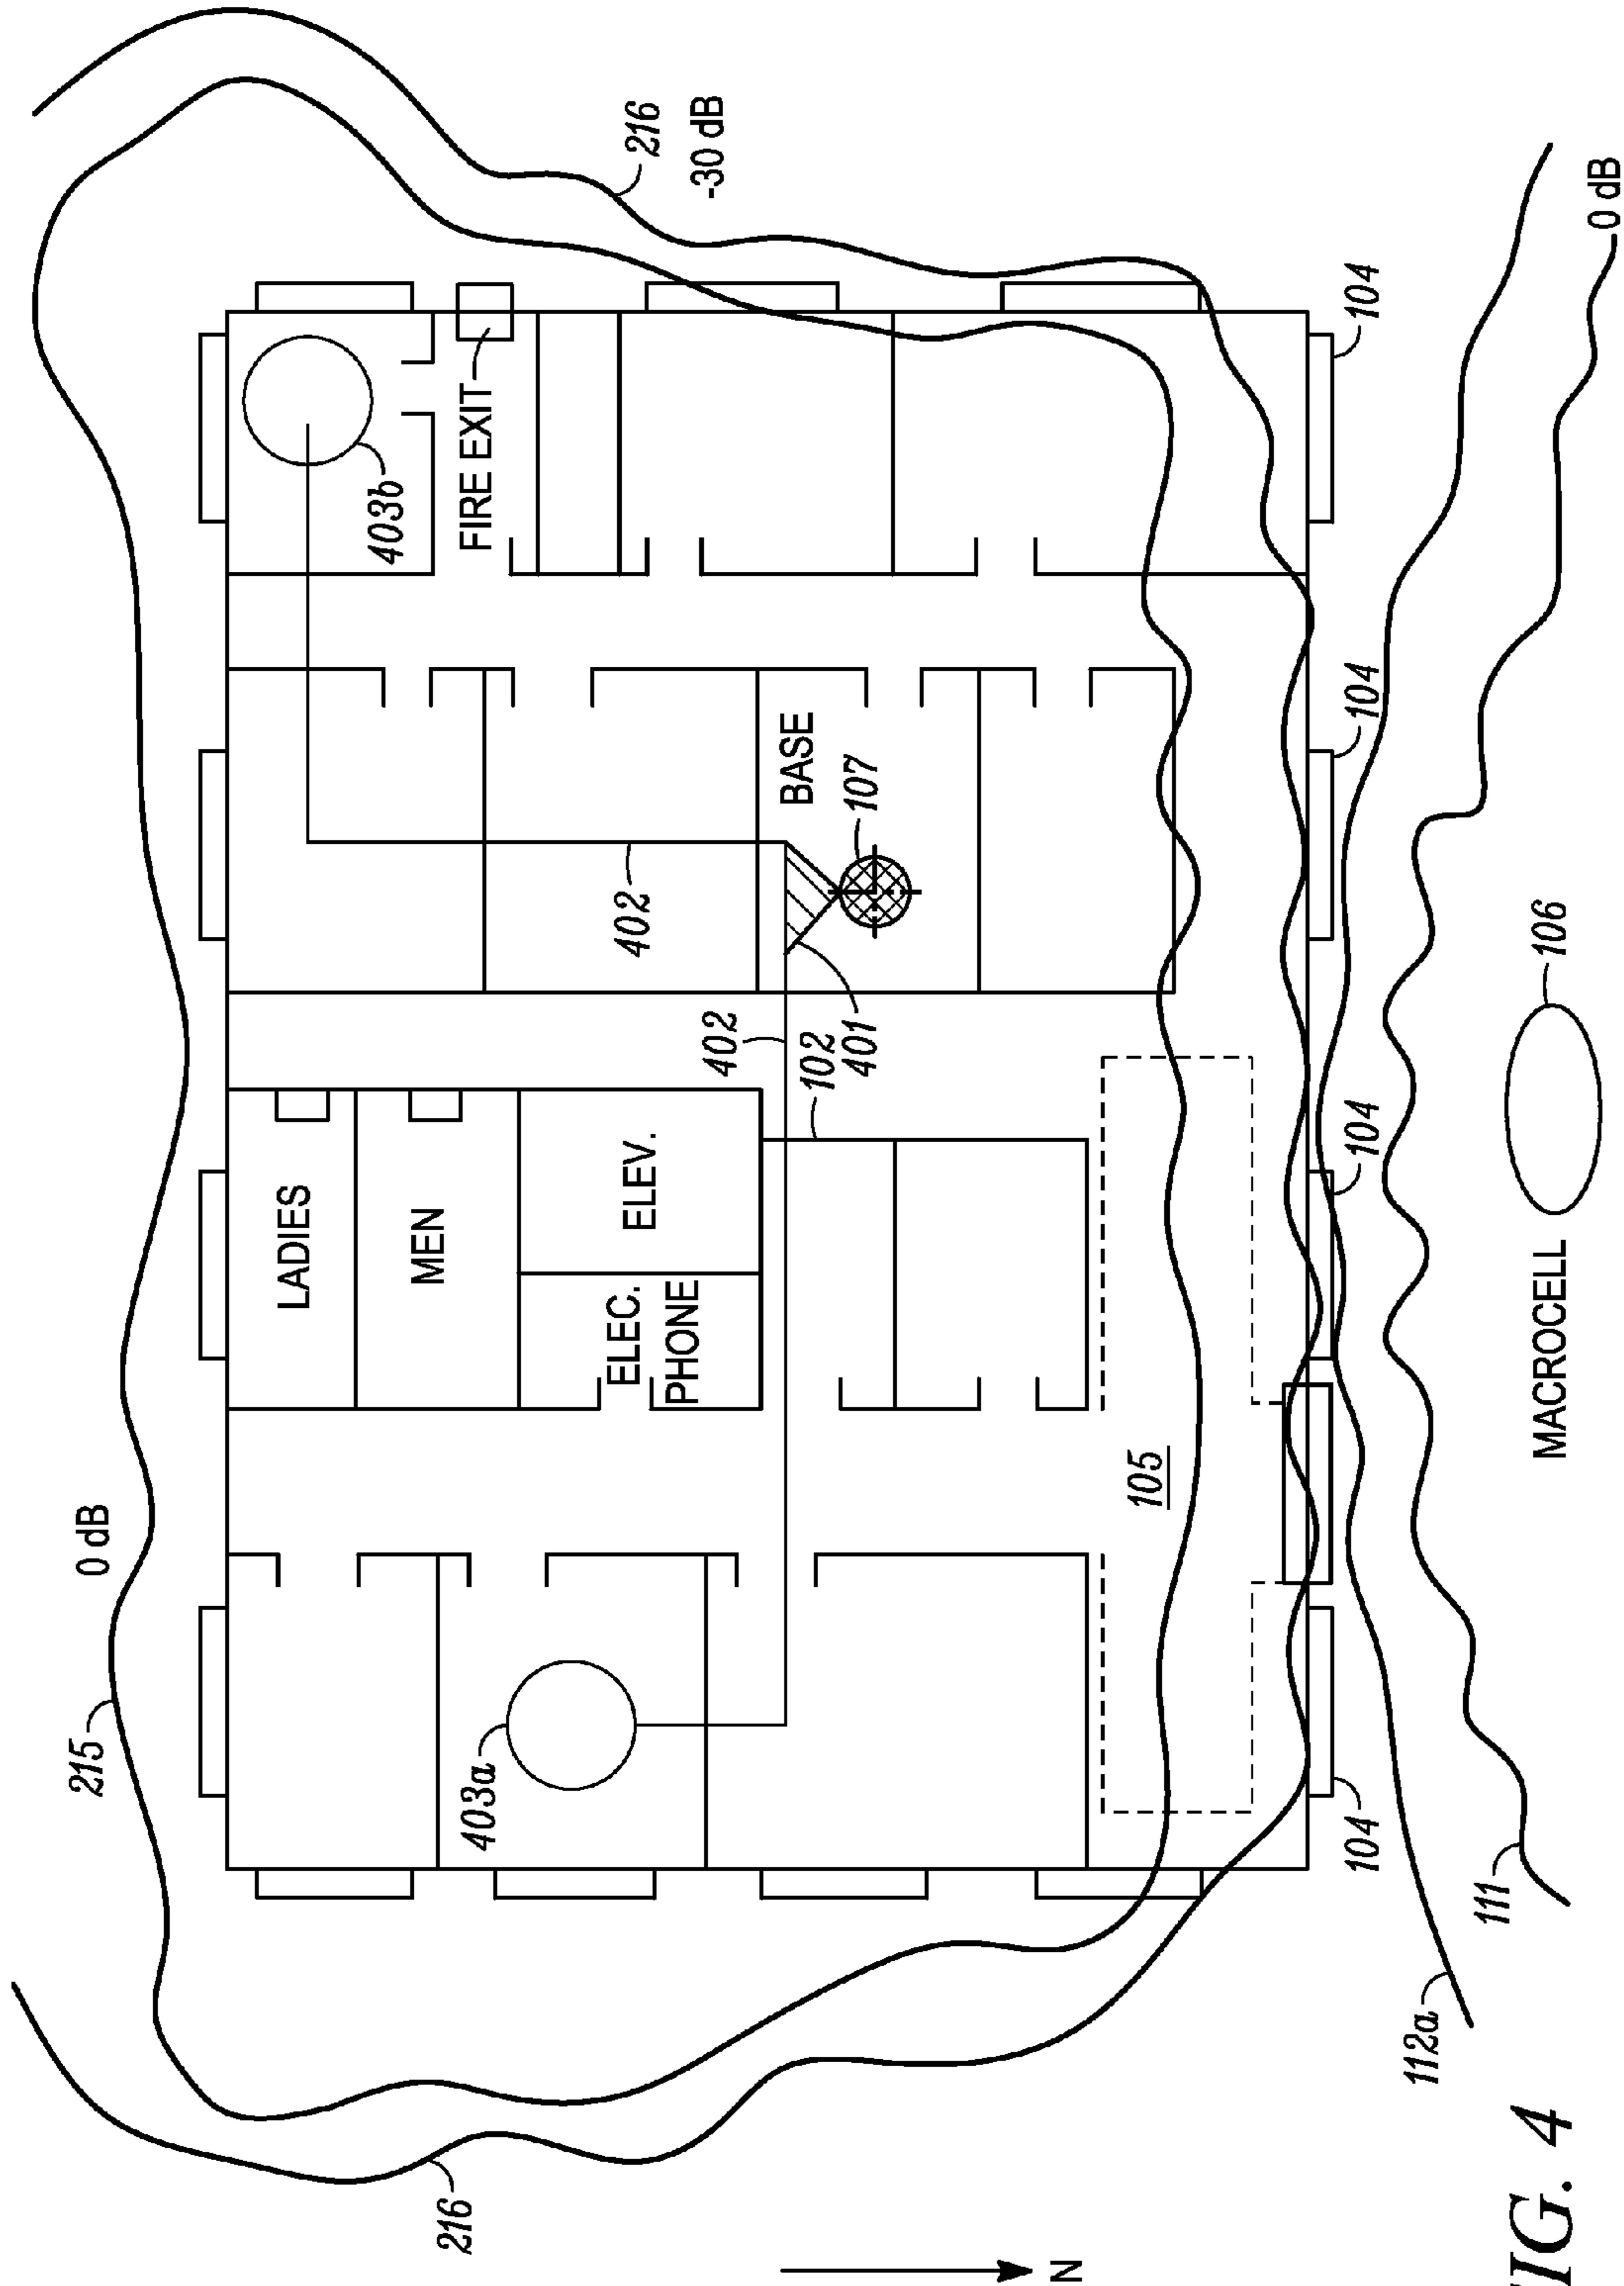 215
0 dB
LADIES
403b
MEN
216
403a
FIRE EXIT
ELEC.
PHONE
ELEV.
402
216
-30 dB
402
102
401
BASE
107
N
105
104
104
104
104
112a
111
IG. 4
MACROCELL
106
0 dB